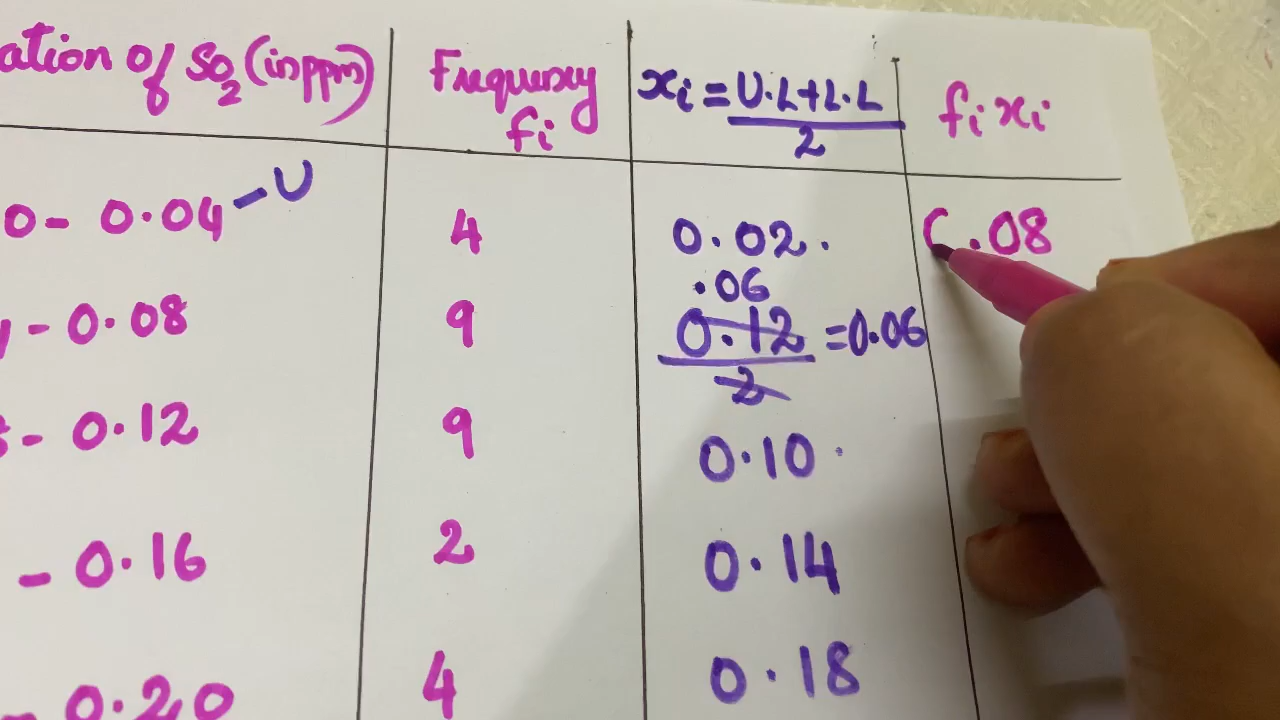 ation of SO2 (in ppm)
Frequency
fi
xi = U.L+L.L
2
fi xi
0 - 0.04 - U
4
0.02
.08
- 0.08
9
.06
0.12 = 0.06
2
- 0.12
9
0.10
- 0.16
2
0.14
- 0.20
4
0.18